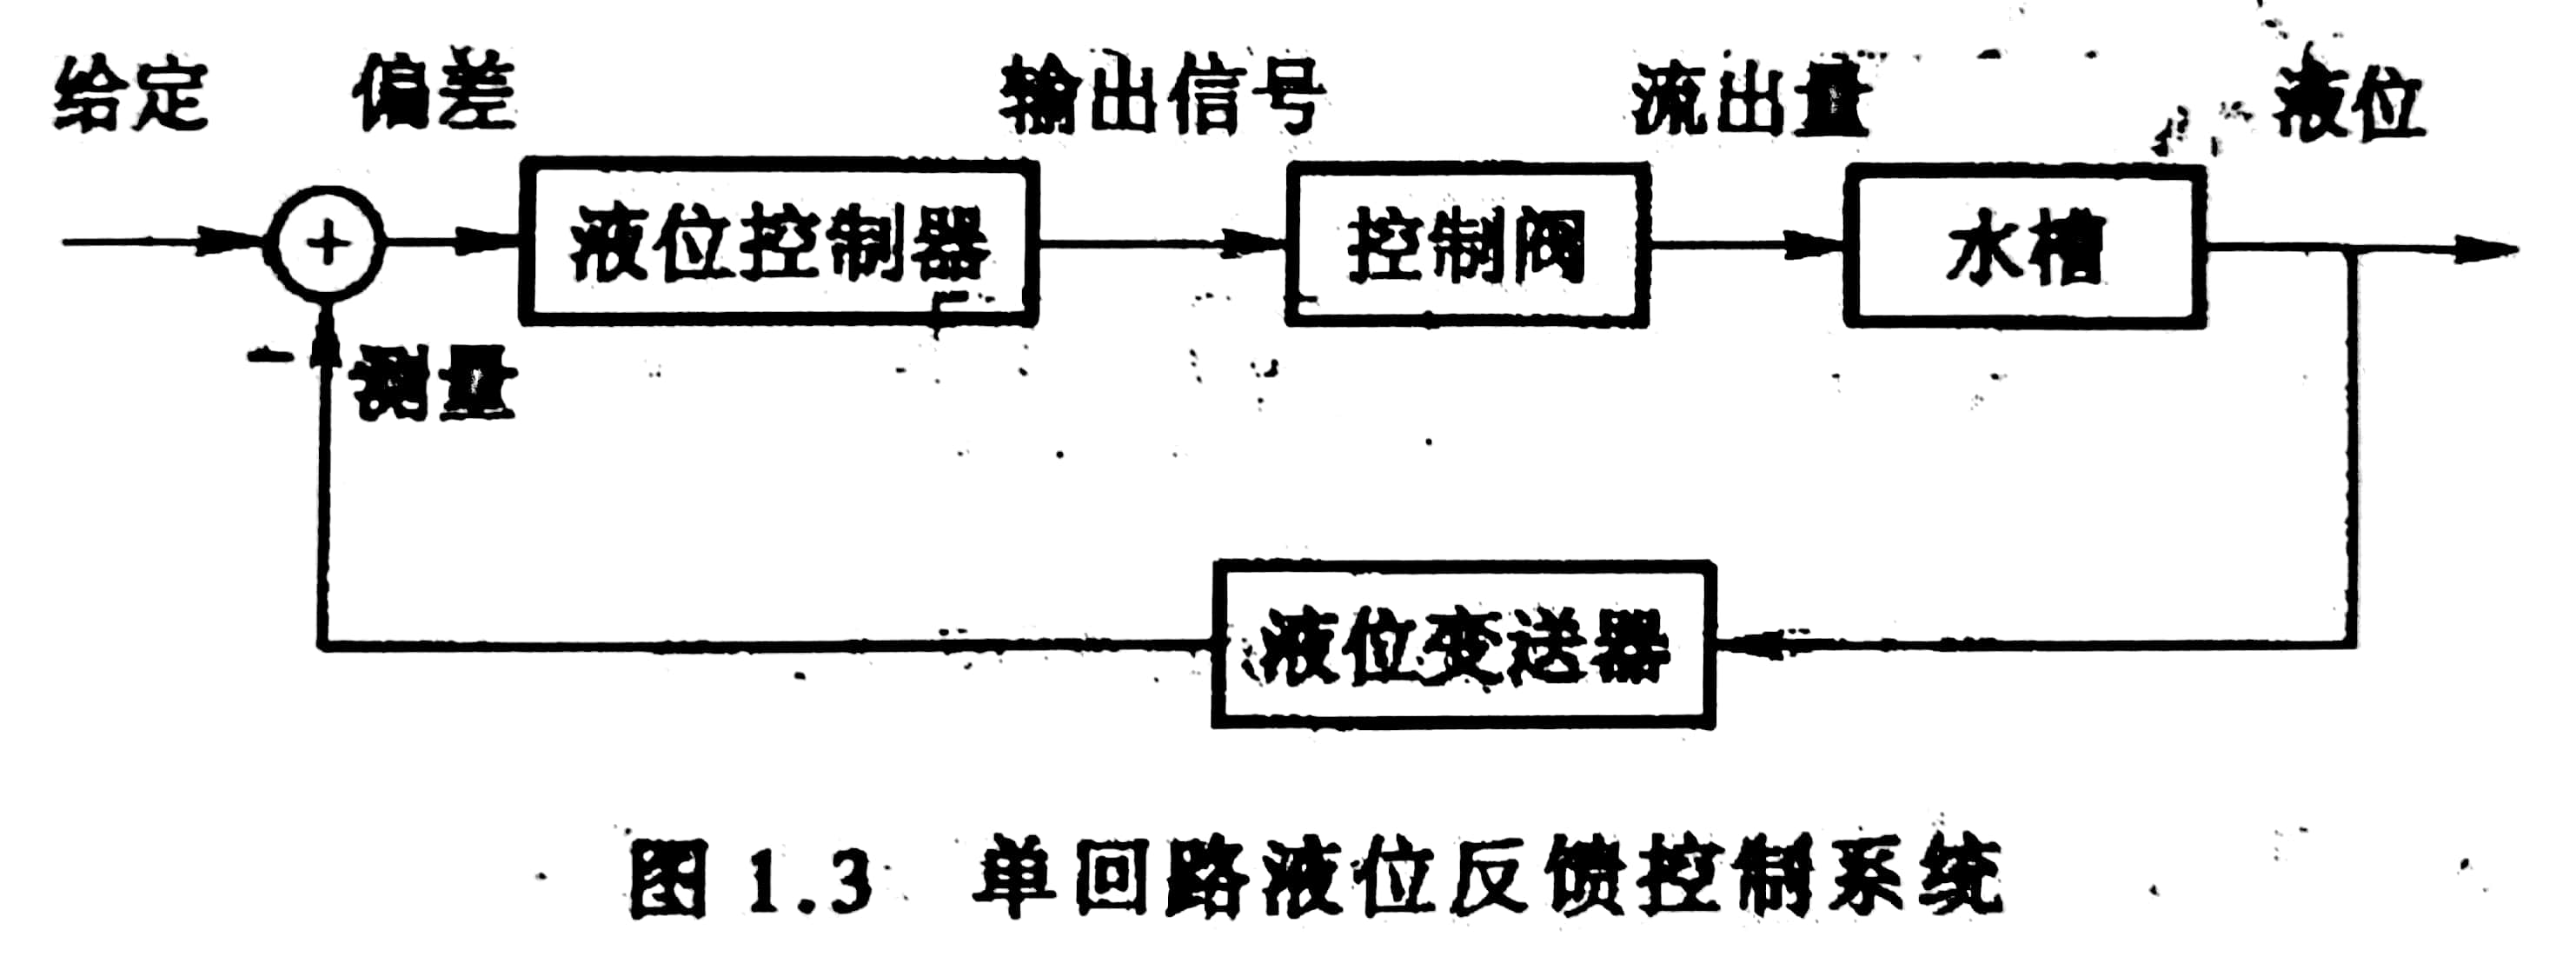 给定 偏差 输出信号 流出量 液位
+ 液位控制器 控制阀 水槽
- 测量
液位变送器
图 1.3 单回路液位反馈控制系统